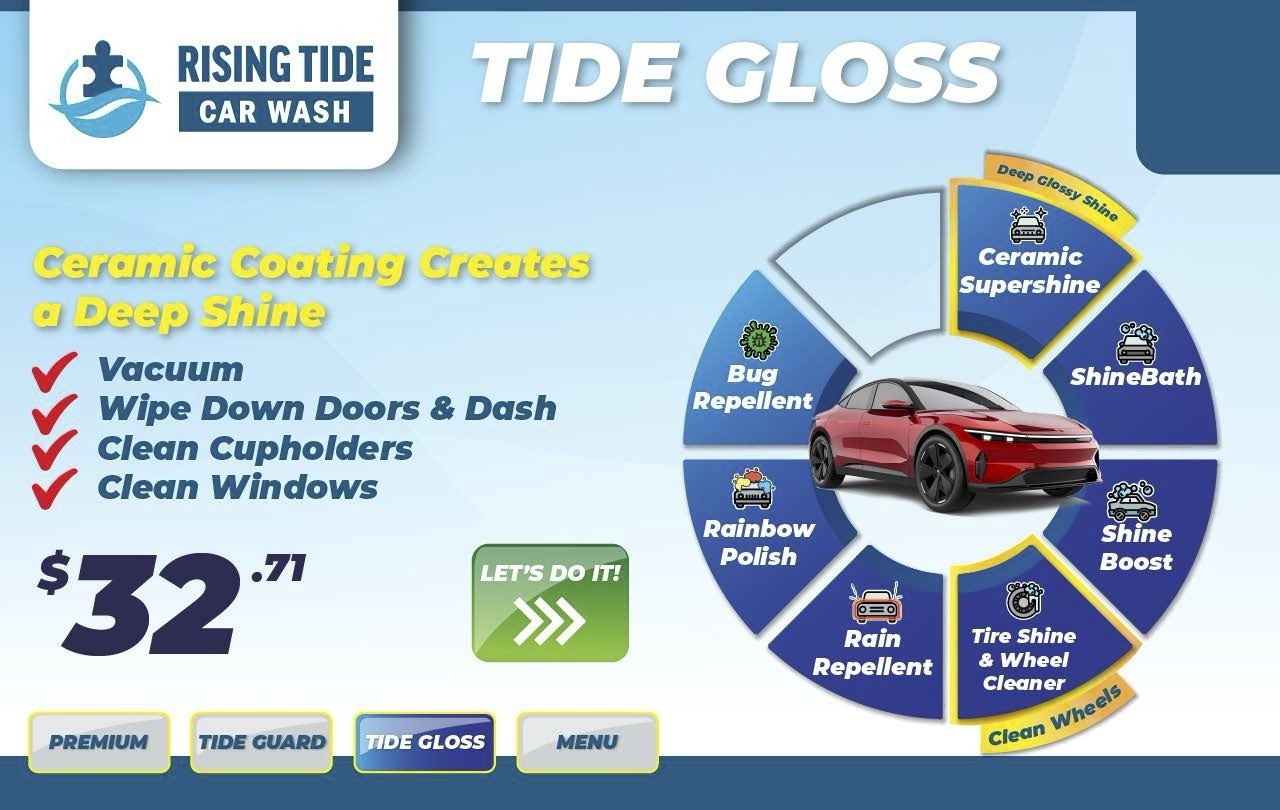 RISING TIDE
CAR WASH
TIDE GLOSS
Ceramic Coating Creates
a Deep Shine
Vacuum
Wipe Down Doors & Dash
Clean Cupholders
Clean Windows
$32.71
LET'S DO IT!
Deep Glossy Shine
Ceramic
Supershine
ShineBath
Shine
Boost
Tire Shine
& Wheel
Cleaner
Clean Wheels
Rain
Repellent
Rainbow
Polish
Bug
Repellent
PREMIUM
TIDE GUARD
TIDE GLOSS
MENU